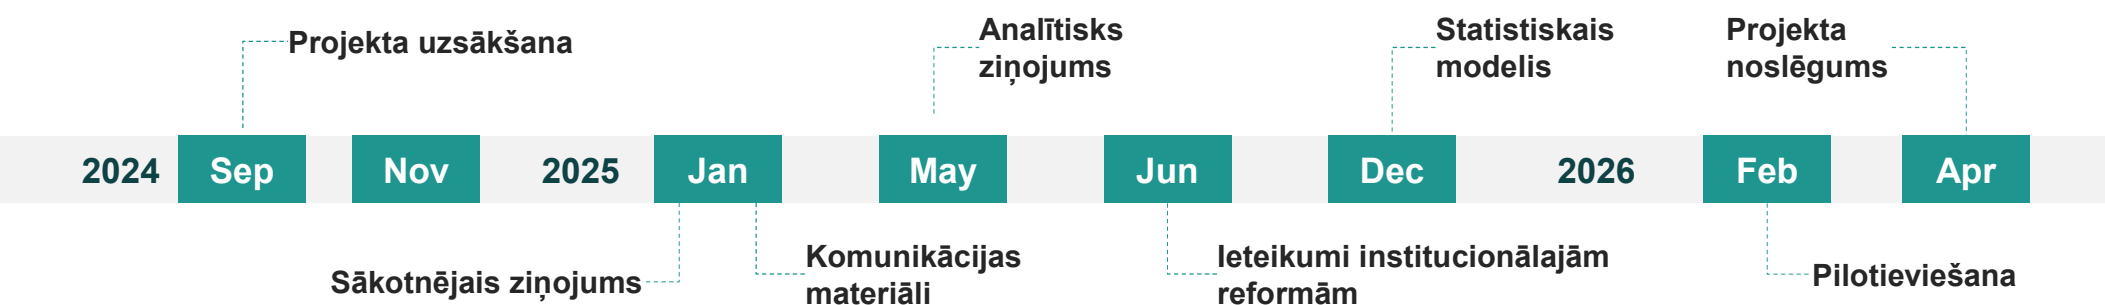 Projekta uzsākšana
Analītisks
ziņojums
Statistiskais
modelis
Projekta
noslēgums
2024 Sep Nov 2025 Jan May Jun Dec 2026 Feb Apr
Sākotnējais ziņojums
Komunikācijas
materiāli
Ieteikumi institucionālajām
reformām
Pilotieviešana